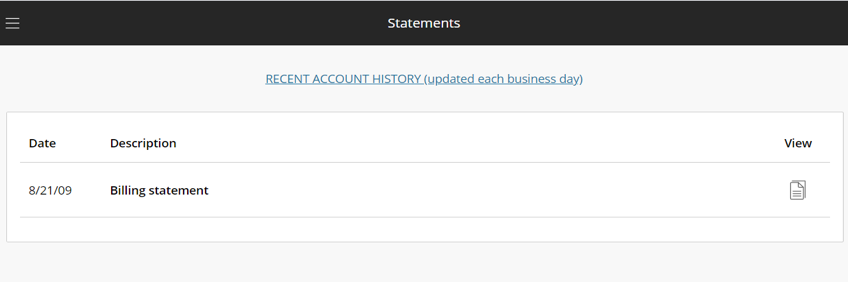 Statements
RECENT ACCOUNT HISTORY (updated each business day)
Date Description View
8/21/09 Billing statement